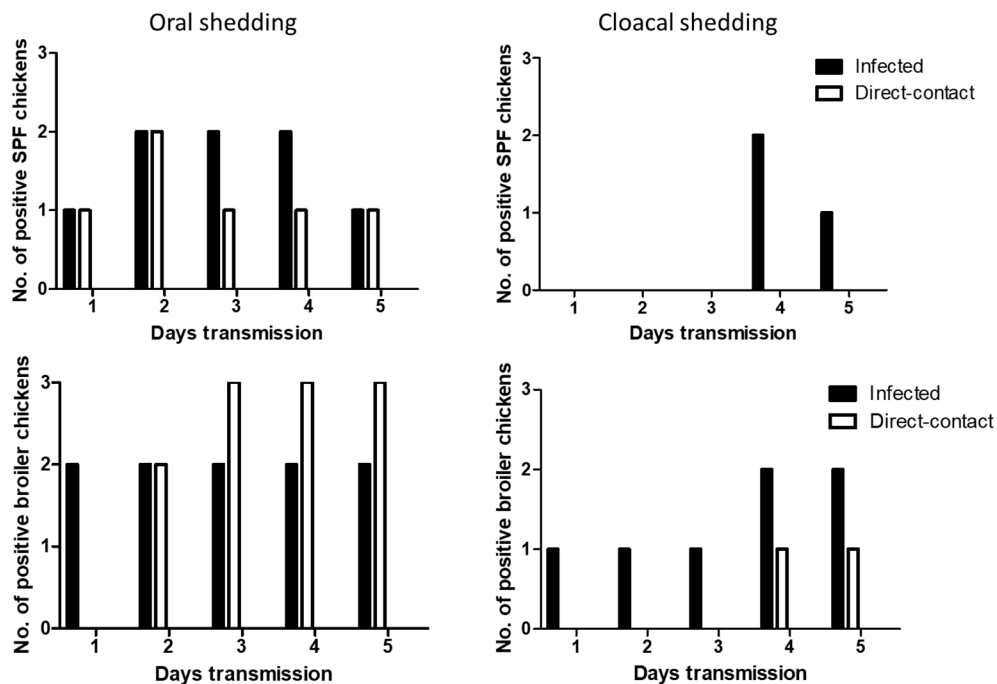 Oral shedding
No. of positive SPF chickens
3
2
1
0
1 2 3 4 5
Days transmission
Cloacal shedding
No. of positive SPF chickens
3
2
1
0
1 2 3 4 5
Days transmission
Infected
Direct-contact
No. of positive broiler chickens
3
2
1
0
1 2 3 4 5
Days transmission
No. of positive broiler chickens
3
2
1
0
1 2 3 4 5
Days transmission
Infected
Direct-contact